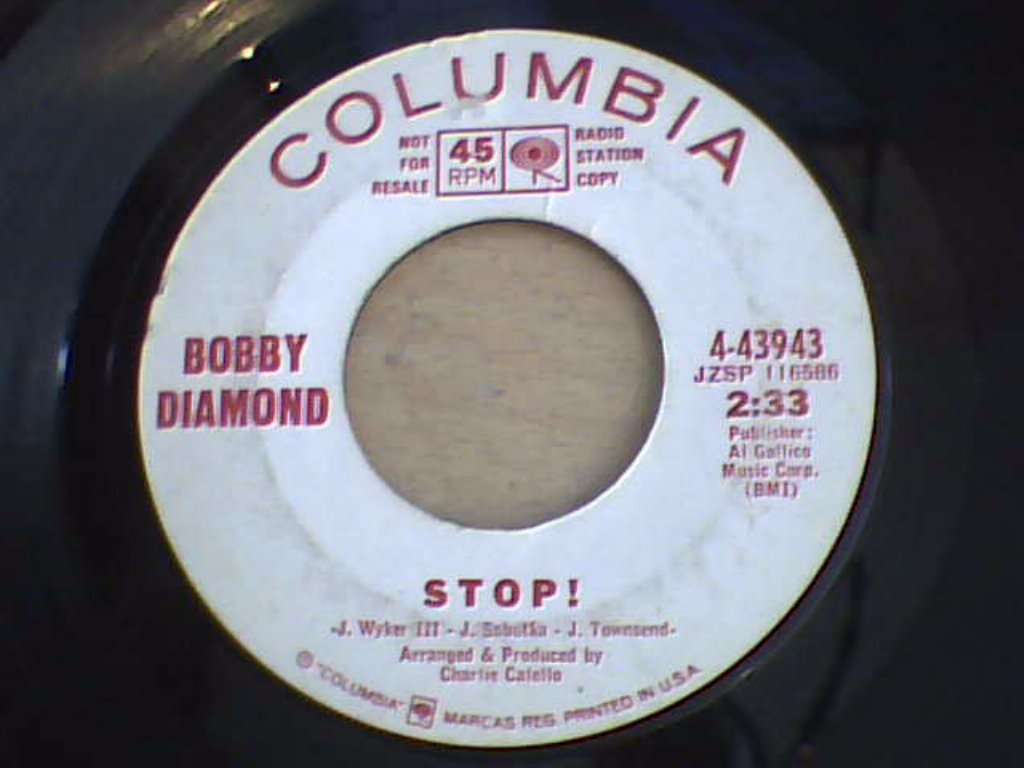 COLUMBIA
NOT
FOR
RESALE
45
RPM
RADIO
STATION
COPY
BOBBY
DIAMOND
4-43943
JZSP 116586
2:33
Publisher:
Al Gallico
Music Corp.
(BMI)
STOP!
-J. Wyker III - J. Sobotka - J. Townsend-
Arranged & Produced by
Charlie Calello
® "COLUMBIA" MARCAS REG. PRINTED IN U.S.A.